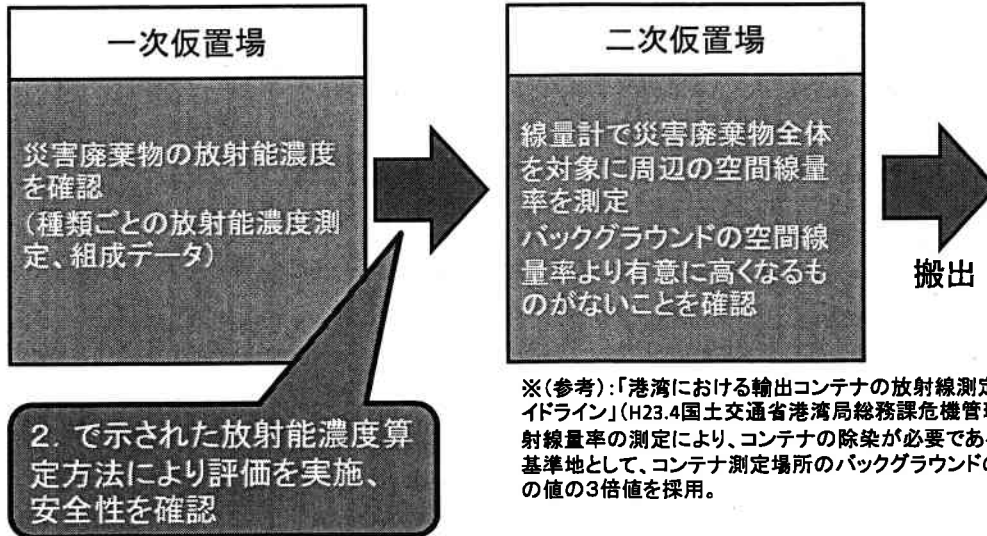 一次仮置場
災害廃棄物の放射能濃度
を確認
(種類ごとの放射能濃度測
定、組成データ)
2. で示された放射能濃度算
定方法により評価を実施、
安全性を確認
二次仮置場
線量計で災害廃棄物全体
を対象に周辺の空間線量
率を測定
バックグラウンドの空間線
量率より有意に高くなるも
のがないことを確認
搬出
※(参考):「港湾における輸出コンテナの放射線測定
イドライン」(H23.4国土交通省港湾局総務課危機管
射線量率の測定により、コンテナの除染が必要であ
基準地として、コンテナ測定場所のバックグラウンドの
の値の3倍値を採用。